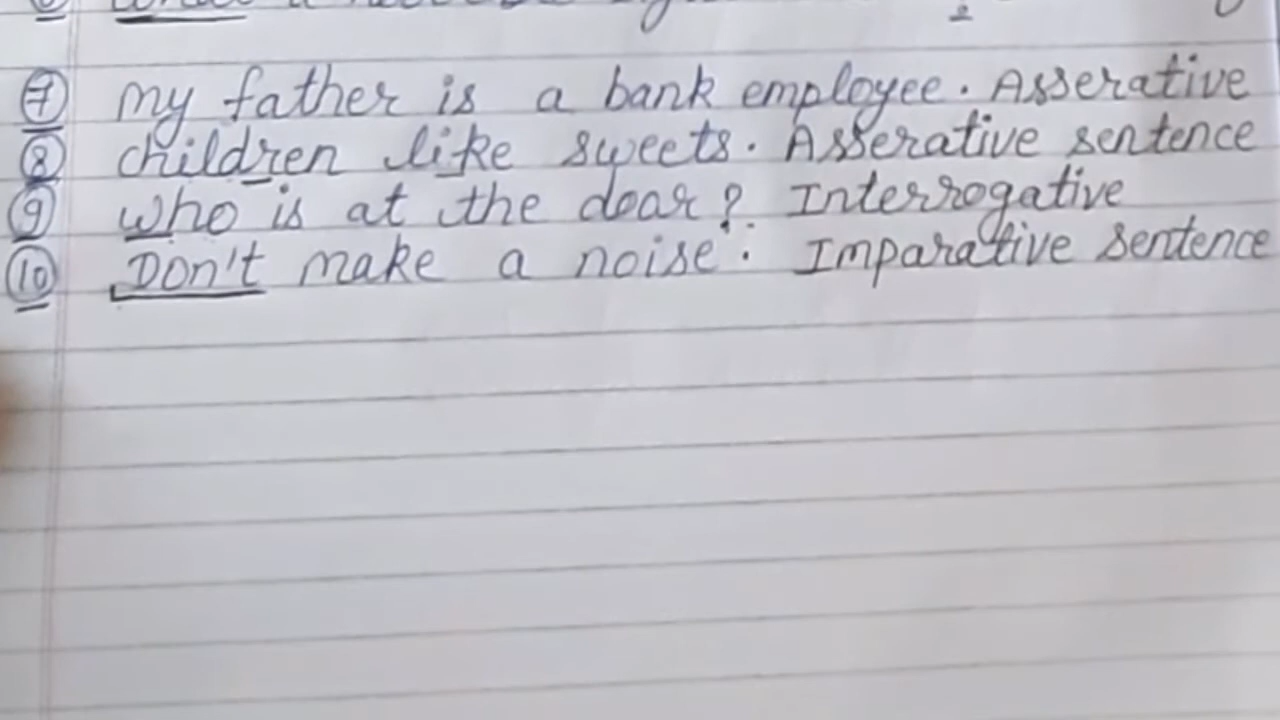 ⑦ My father is a bank employee. Asserative
⑧ children like sweets. Asserative sentence
⑨ who is at the doar? Interrogative
⑩ Don't make a noise. Imparative sentence